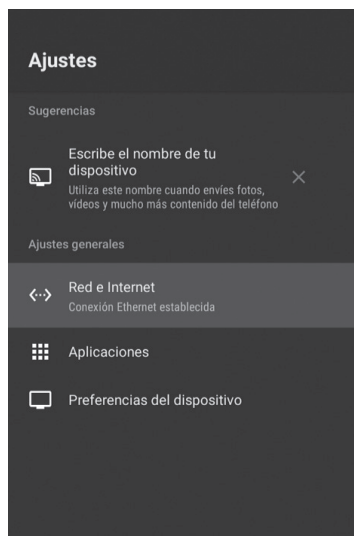 Ajustes
Sugerencias
Escribe el nombre de tu
dispositivo
Utiliza este nombre cuando envíes fotos,
vídeos y mucho más contenido del teléfono
Ajustes generales
Red e Internet
Conexión Ethernet establecida
Aplicaciones
Preferencias del dispositivo